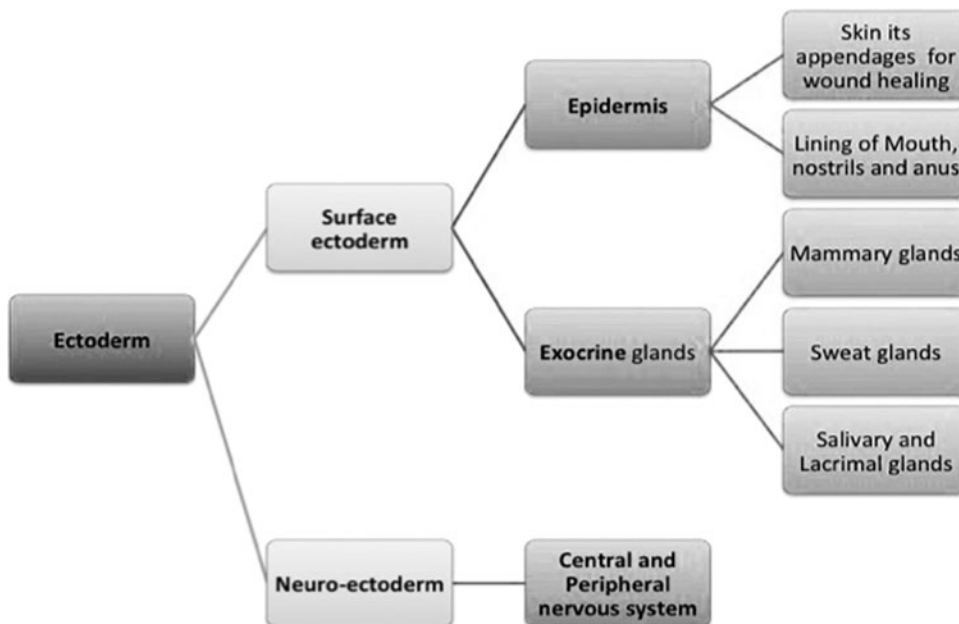 Skin its
appendages for
wound healing
Epidermis
Lining of Mouth,
nostrils and anus
Surface
ectoderm
Mammary glands
Ectoderm
Exocrine glands
Sweat glands
Salivary and
Lacrimal glands
Neuro-ectoderm
Central and
Peripheral
nervous system